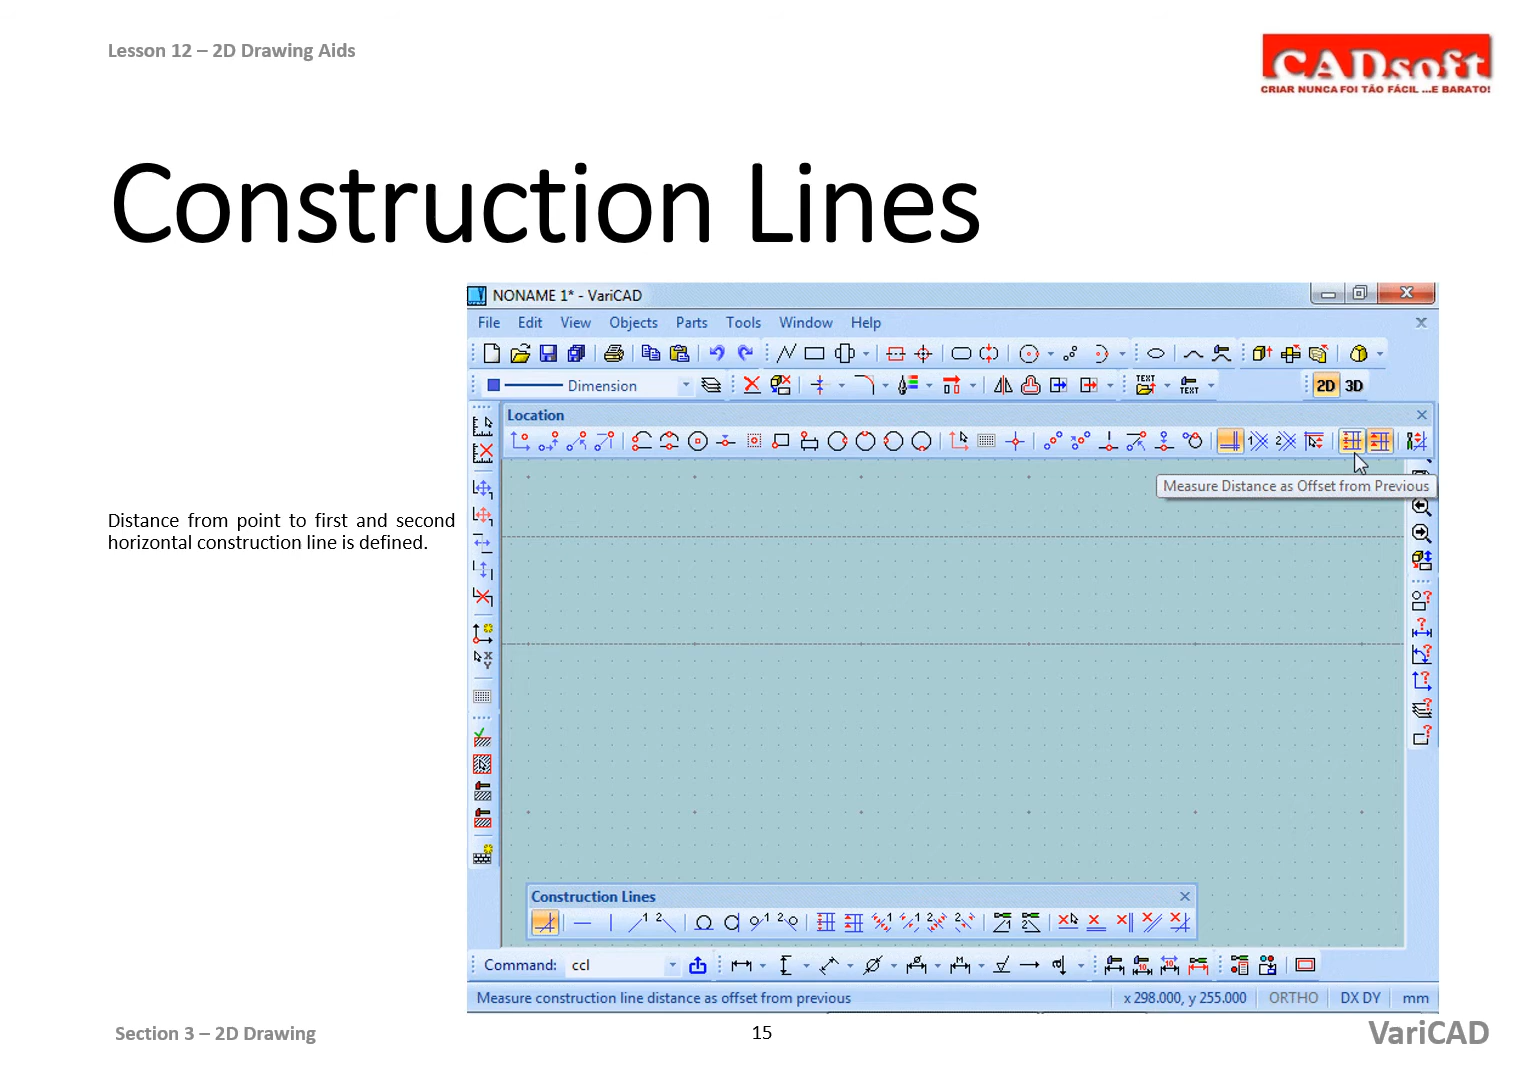 Lesson 12 – 2D Drawing Aids
CADsoft
CRIAR NUNCA FOI TÃO FÁCIL ...E BARATO!
Construction Lines
NONAME 1* - VariCAD
File Edit View Objects Parts Tools Window Help
Dimension
TEXT
TEXT
2D 3D
Location
Measure Distance as Offset from Previous
Distance from point to first and second
horizontal construction line is defined.
Construction Lines
Command: ccl
Measure construction line distance as offset from previous
x 298.000, y 255.000 ORTHO DX DY mm
Section 3 – 2D Drawing
15
VariCAD